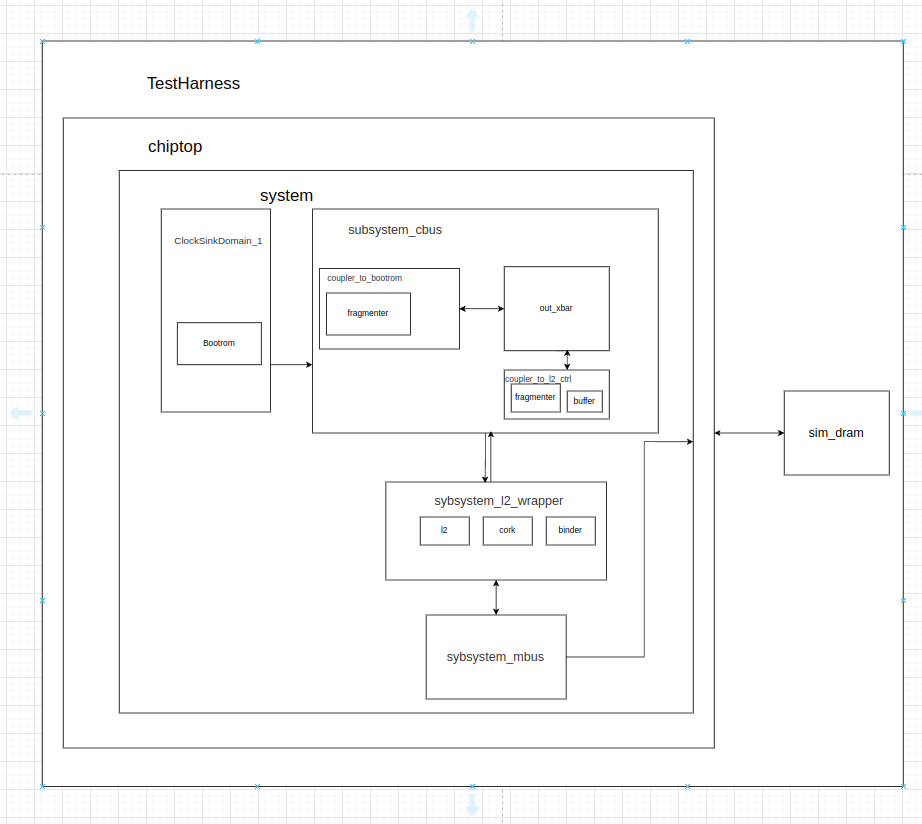 TestHarness
chiptop
system
ClockSinkDomain_1
Bootrom
subsystem_cbus
coupler_to_bootrom
fragmenter
out_xbar
coupler_to_l2_ctrl
fragmenter
buffer
sim_dram
sybsystem_l2_wrapper
l2
cork
binder
sybsystem_mbus